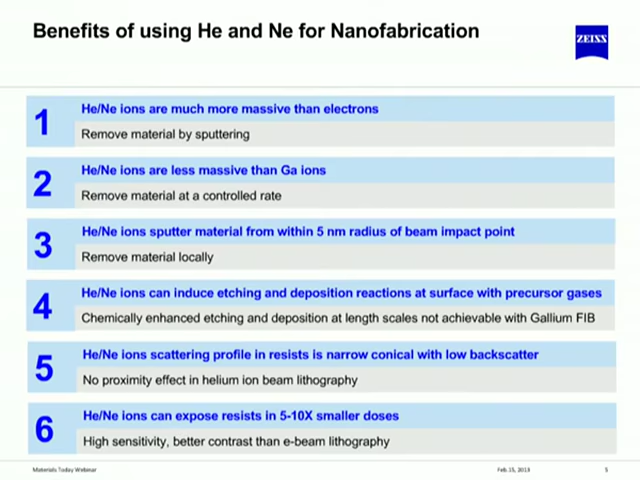 Benefits of using He and Ne for Nanofabrication
ZEISS
1
He/Ne ions are much more massive than electrons
Remove material by sputtering
2
He/Ne ions are less massive than Ga ions
Remove material at a controlled rate
3
He/Ne ions sputter material from within 5 nm radius of beam impact point
Remove material locally
4
He/Ne ions can induce etching and deposition reactions at surface with precursor gases
Chemically enhanced etching and deposition at length scales not achievable with Gallium FIB
5
He/Ne ions scattering profile in resists is narrow conical with low backscatter
No proximity effect in helium ion beam lithography
6
He/Ne ions can expose resists in 5-10X smaller doses
High sensitivity, better contrast than e-beam lithography
Materials Today Webinar
Feb. 15, 2013
5